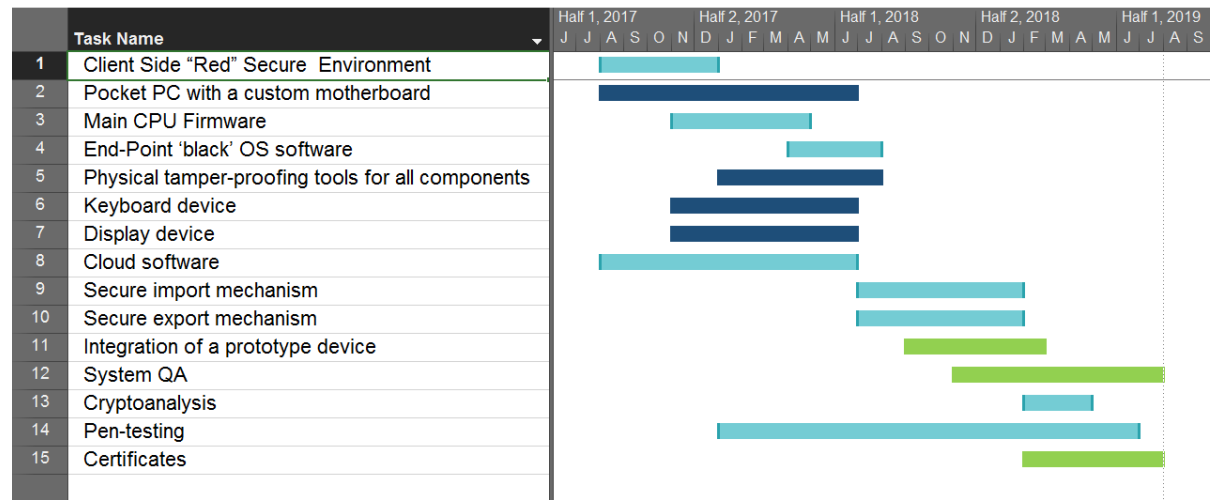 Half 1, 2017 Half 2, 2017 Half 1, 2018 Half 2, 2018 Half 1, 2019
Task Name J J A S O N D J F M A M J J A S O N D J F M A M J J A S
1 Client Side “Red” Secure Environment
2 Pocket PC with a custom motherboard
3 Main CPU Firmware
4 End-Point ‘black’ OS software
5 Physical tamper-proofing tools for all components
6 Keyboard device
7 Display device
8 Cloud software
9 Secure import mechanism
10 Secure export mechanism
11 Integration of a prototype device
12 System QA
13 Cryptoanalysis
14 Pen-testing
15 Certificates